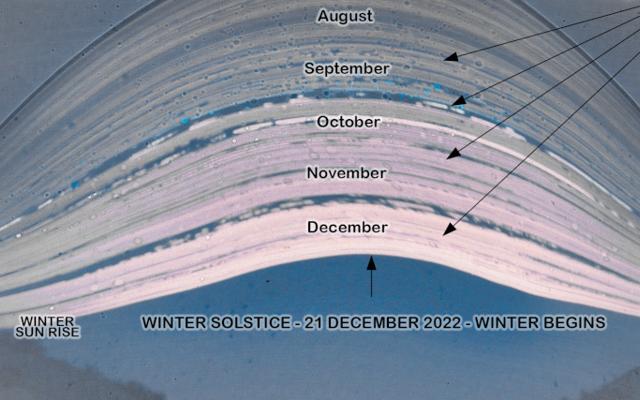 August
September
October
November
December
WINTER SOLSTICE - 21 DECEMBER 2022 - WINTER BEGINS
WINTER
SUN RISE